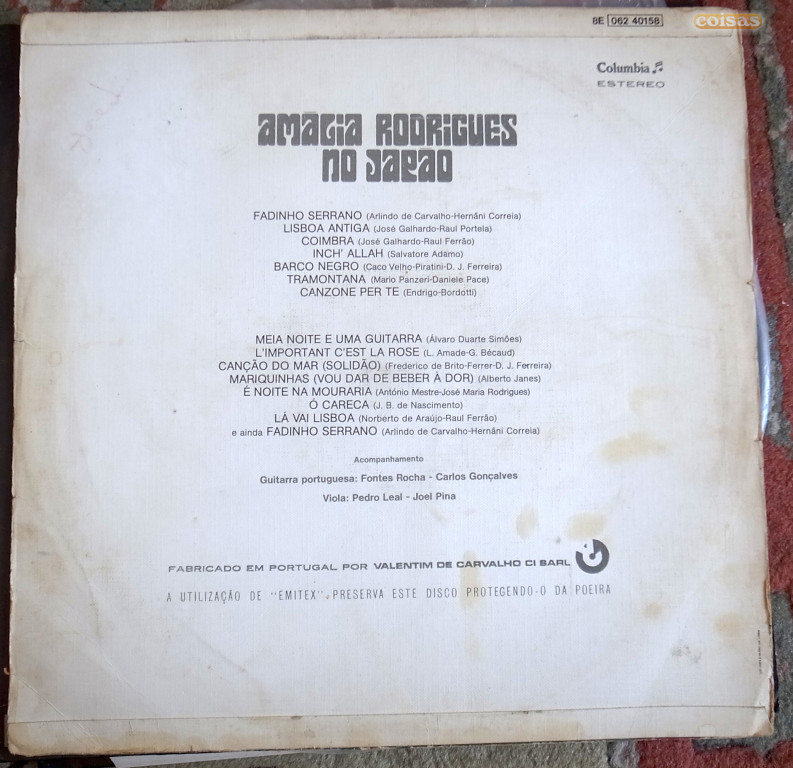 8E 062 40158
coisas
Columbia
ESTEREO
AMÁLIA RODRIGUES
NO JAPÃO
FADINHO SERRANO (Arlindo de Carvalho-Hernâni Correia)
LISBOA ANTIGA (José Galhardo-Raul Portela)
COIMBRA (José Galhardo-Raul Ferrão)
INCH' ALLAH (Salvatore Adamo)
BARCO NEGRO (Caco Velho-Piratini-D. J. Ferreira)
TRAMONTANA (Mario Panzeri-Daniele Pace)
CANZONE PER TE (Endrigo-Bordotti)
MEIA NOITE E UMA GUITARRA (Álvaro Duarte Simões)
L'IMPORTANT C'EST LA ROSE (L. Amade-G. Bécaud)
CANÇÃO DO MAR (SOLIDÃO) (Frederico de Brito-Ferrer-D. J. Ferreira)
MARIQUINHAS (VOU DAR DE BEBER À DOR) (Alberto Janes)
É NOITE NA MOURARIA (António Mestre-José Maria Rodrigues)
Ó CARECA (J. B. de Nascimento)
LÁ VAI LISBOA (Norberto de Araújo-Raul Ferrão)
e ainda FADINHO SERRANO (Arlindo de Carvalho-Hernâni Correia)
Acompanhamento
Guitarra portuguesa: Fontes Rocha - Carlos Gonçalves
Viola: Pedro Leal - Joel Pina
FABRICADO EM PORTUGAL POR VALENTIM DE CARVALHO CI SARL
A UTILIZAÇÃO DE "EMITEX", PRESERVA ESTE DISCO PROTEGENDO-O DA POEIRA